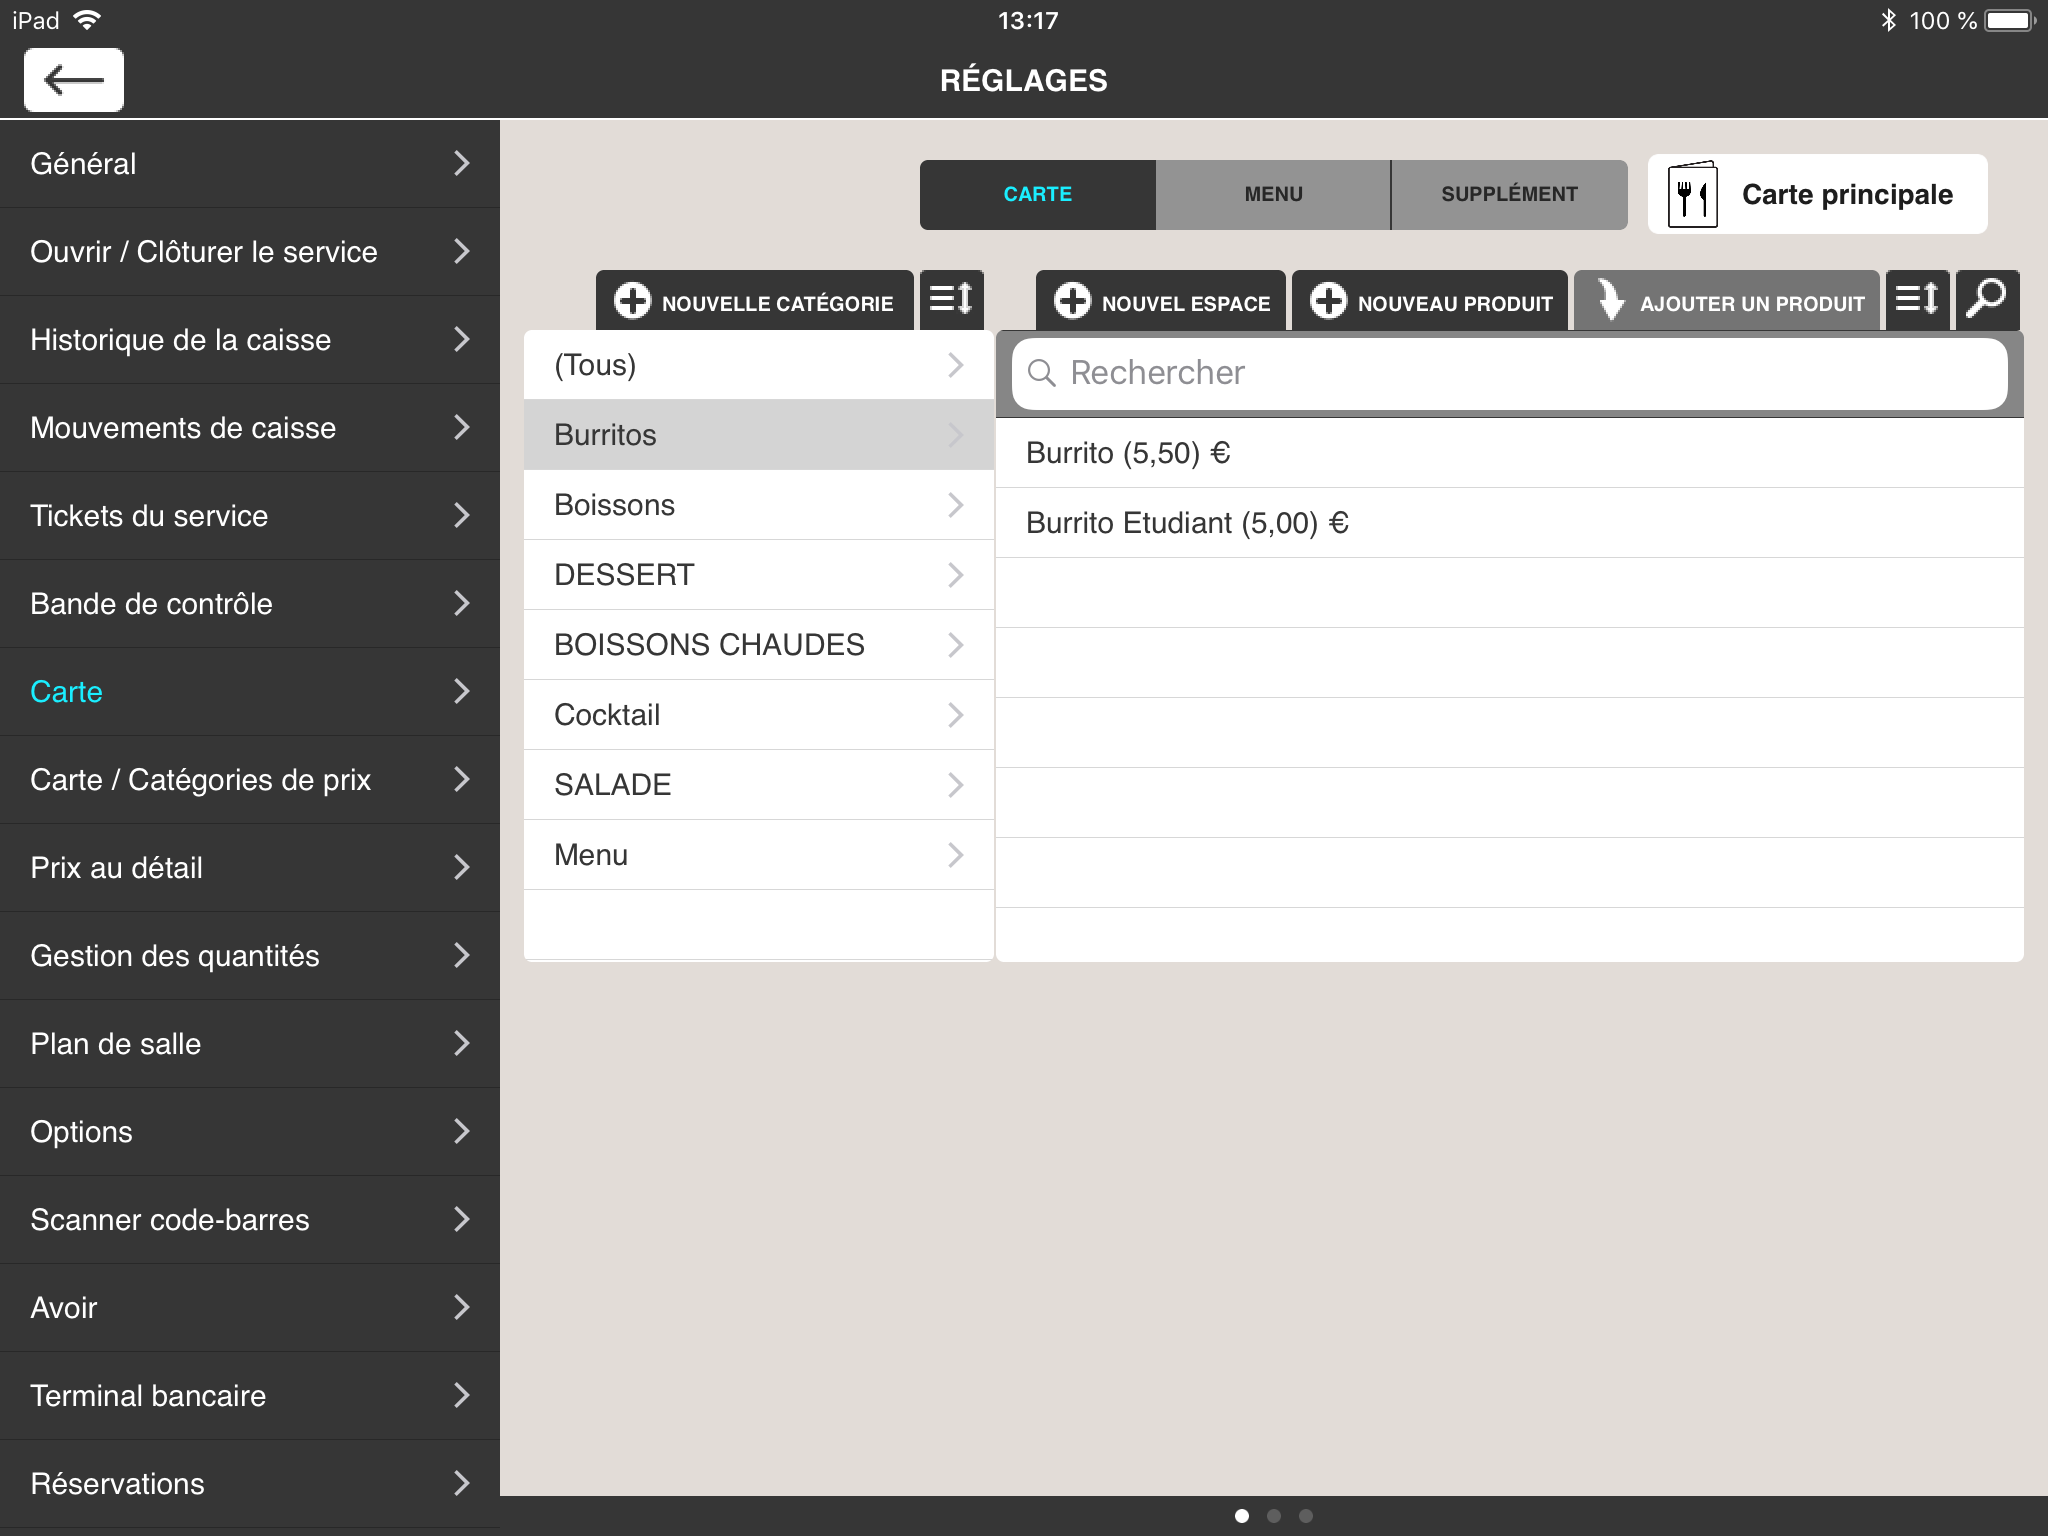 iPad
13:17
100 %
RÉGLAGES
Général
Ouvrir / Clôturer le service
Historique de la caisse
Mouvements de caisse
Tickets du service
Bande de contrôle
Carte
Carte / Catégories de prix
Prix au détail
Gestion des quantités
Plan de salle
Options
Scanner code-barres
Avoir
Terminal bancaire
Réservations
CARTE
MENU
SUPPLÉMENT
Carte principale
NOUVELLE CATÉGORIE
NOUVEL ESPACE
NOUVEAU PRODUIT
AJOUTER UN PRODUIT
(Tous)
Burritos
Boissons
DESSERT
BOISSONS CHAUDES
Cocktail
SALADE
Menu
Rechercher
Burrito (5,50) €
Burrito Etudiant (5,00) €